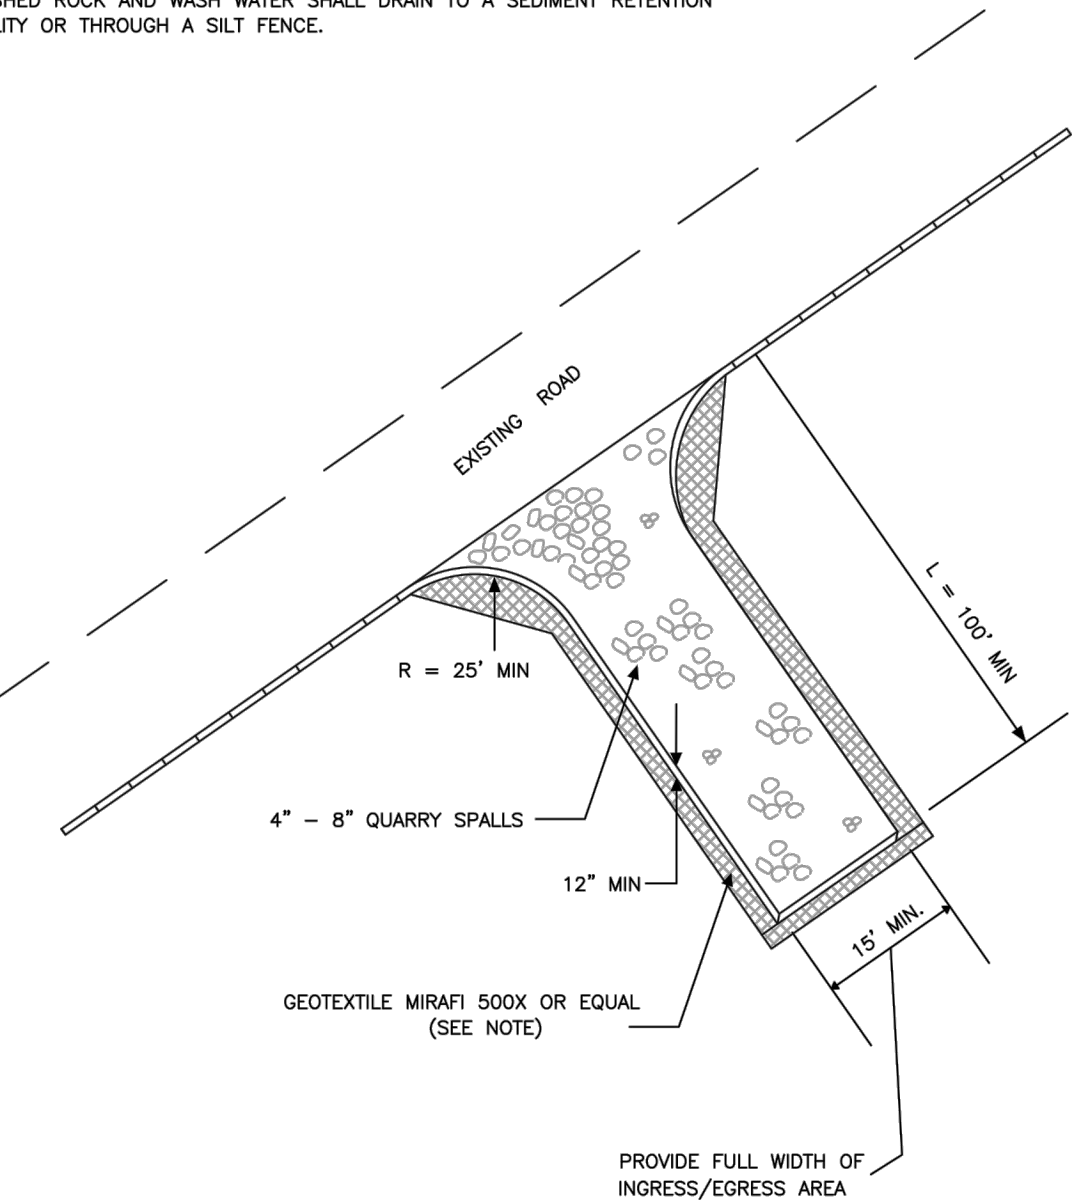 ROCK AND WASH WATER SHALL DRAIN TO A SEDIMENT RETENTION
OR THROUGH A SILT FENCE.
EXISTING ROAD
R = 25' MIN
L = 100' MIN
4" – 8" QUARRY SPALLS
12" MIN
15' MIN.
GEOTEXTILE MIRAFI 500X OR EQUAL
(SEE NOTE)
PROVIDE FULL WIDTH OF
INGRESS/EGRESS AREA